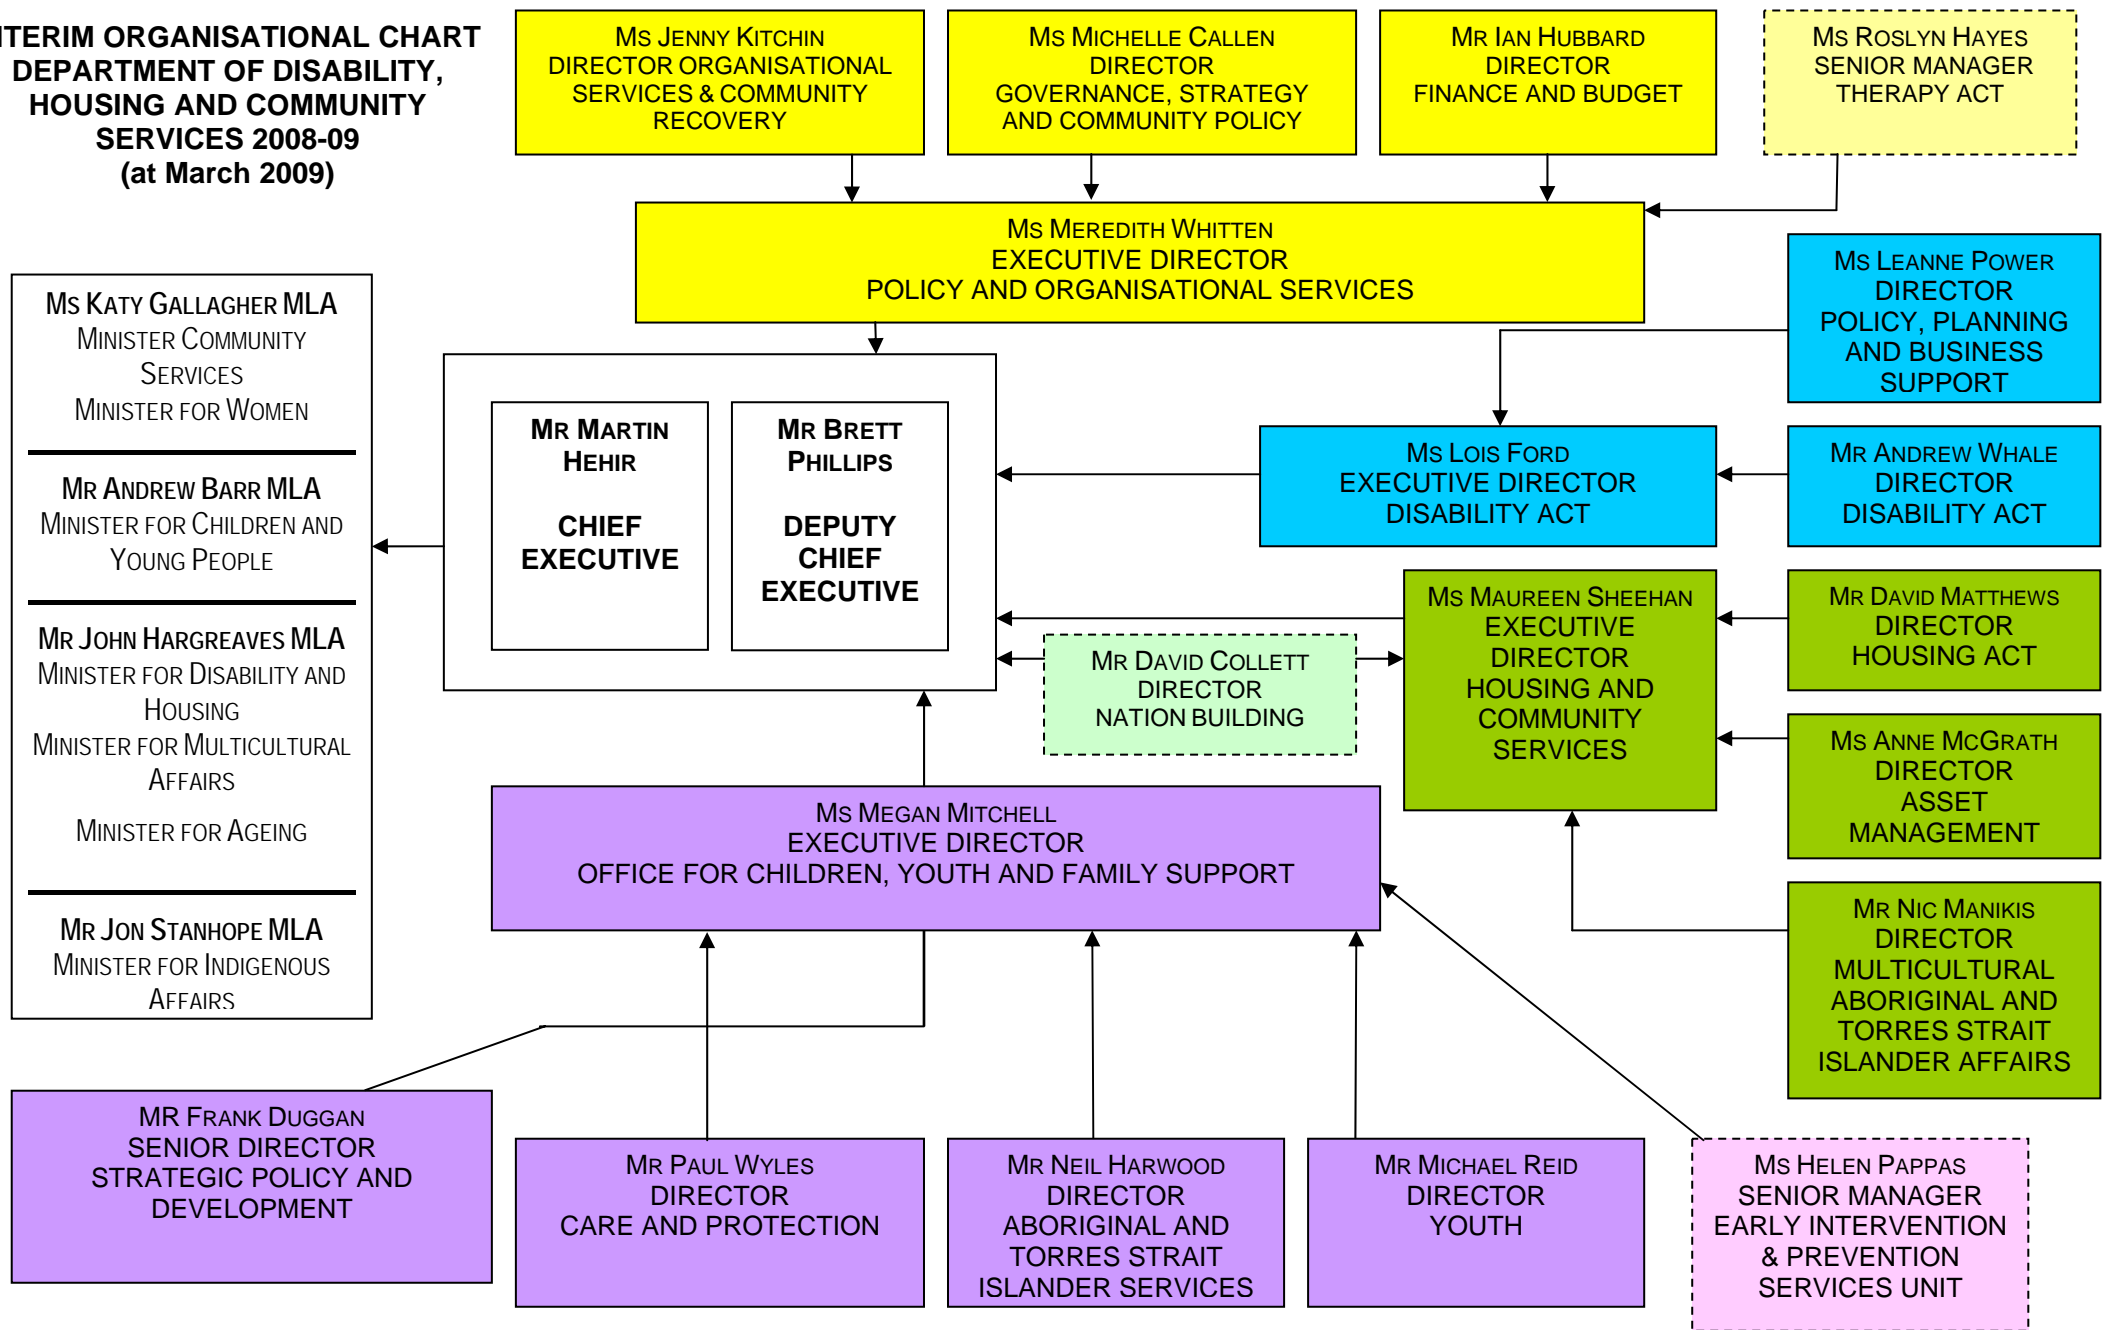 NTERIM ORGANISATIONAL CHART
DEPARTMENT OF DISABILITY,
HOUSING AND COMMUNITY
SERVICES 2008-09
(at March 2009)
MS JENNY KITCHIN
DIRECTOR ORGANISATIONAL
SERVICES & COMMUNITY
RECOVERY
MS MICHELLE CALLEN
DIRECTOR
GOVERNANCE, STRATEGY
AND COMMUNITY POLICY
MR IAN HUBBARD
DIRECTOR
FINANCE AND BUDGET
MS ROSLYN HAYES
SENIOR MANAGER
THERAPY ACT
MS MEREDITH WHITTEN
EXECUTIVE DIRECTOR
POLICY AND ORGANISATIONAL SERVICES
MS KATY GALLAGHER MLA
MINISTER COMMUNITY
SERVICES
MINISTER FOR WOMEN
MR ANDREW BARR MLA
MINISTER FOR CHILDREN AND
YOUNG PEOPLE
MR JOHN HARGREAVES MLA
MINISTER FOR DISABILITY AND
HOUSING
MINISTER FOR MULTICULTURAL
AFFAIRS
MINISTER FOR AGEING
MR JON STANHOPE MLA
MINISTER FOR INDIGENOUS
AFFAIRS
MR MARTIN
HEHIR
CHIEF
EXECUTIVE
MR BRETT
PHILLIPS
DEPUTY
CHIEF
EXECUTIVE
MS LEANNE POWER
DIRECTOR
POLICY, PLANNING
AND BUSINESS
SUPPORT
MS LOIS FORD
EXECUTIVE DIRECTOR
DISABILITY ACT
MR ANDREW WHALE
DIRECTOR
DISABILITY ACT
MR DAVID COLLETT
DIRECTOR
NATION BUILDING
MS MAUREEN SHEEHAN
EXECUTIVE
DIRECTOR
HOUSING AND
COMMUNITY
SERVICES
MR DAVID MATTHEWS
DIRECTOR
HOUSING ACT
MS ANNE MCGRATH
DIRECTOR
ASSET
MANAGEMENT
MR NIC MANIKIS
DIRECTOR
MULTICULTURAL
ABORIGINAL AND
TORRES STRAIT
ISLANDER AFFAIRS
MS MEGAN MITCHELL
EXECUTIVE DIRECTOR
OFFICE FOR CHILDREN, YOUTH AND FAMILY SUPPORT
MR FRANK DUGGAN
SENIOR DIRECTOR
STRATEGIC POLICY AND
DEVELOPMENT
MR PAUL WYLES
DIRECTOR
CARE AND PROTECTION
MR NEIL HARWOOD
DIRECTOR
ABORIGINAL AND
TORRES STRAIT
ISLANDER SERVICES
MR MICHAEL REID
DIRECTOR
YOUTH
MS HELEN PAPPAS
SENIOR MANAGER
EARLY INTERVENTION
& PREVENTION
SERVICES UNIT